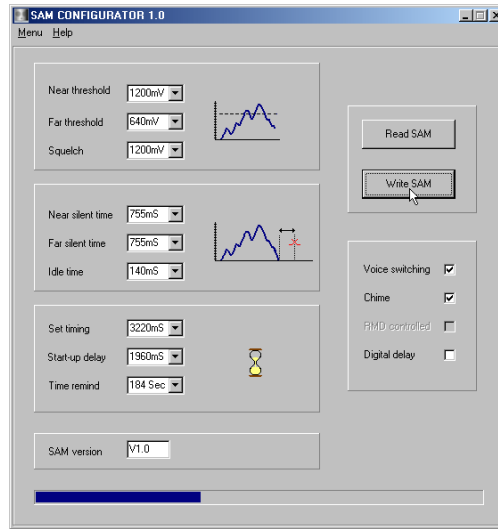 SAM CONFIGURATOR 1.0
Menu Help
Near threshold 1200mV
Far threshold 640mV
Squelch 1200mV
Read SAM
Write SAM
Near silent time 755mS
Far silent time 755mS
Idle time 140mS
Voice switching
Chime
RMD controlled
Digital delay
Set timing 3220mS
Start-up delay 1960mS
Time remind 184 Sec
SAM version V1.0